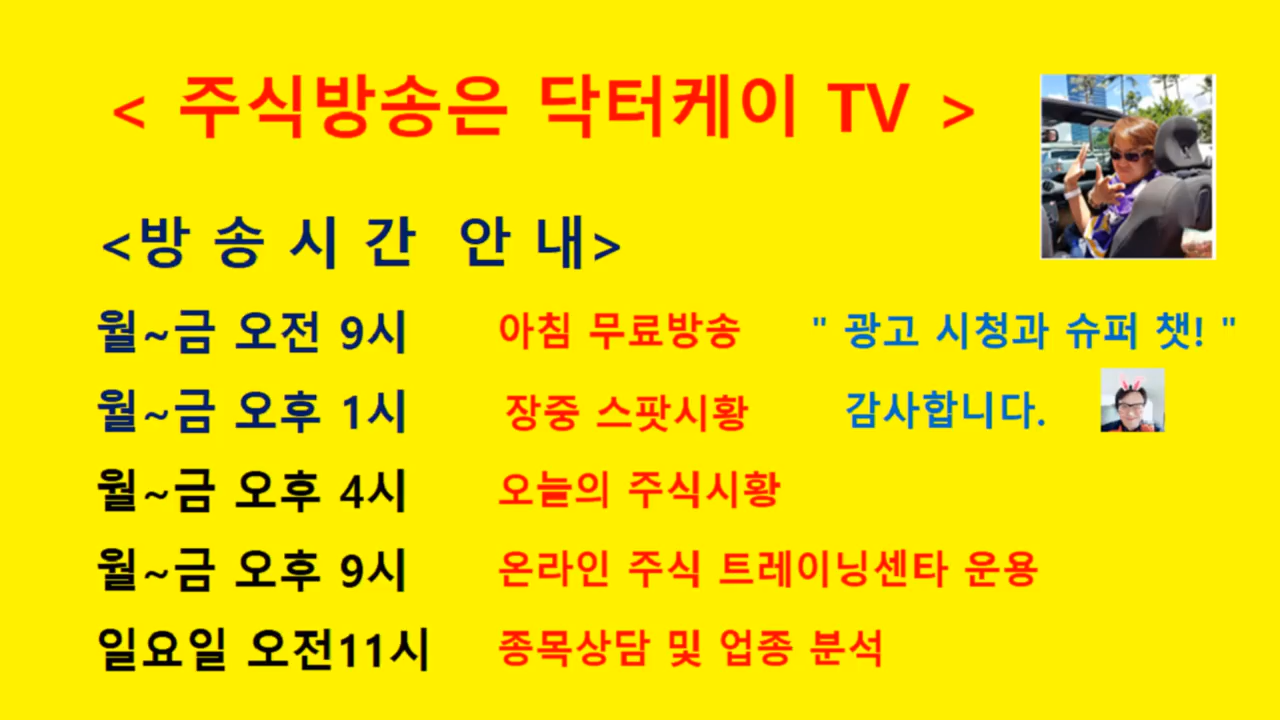 < 주식방송은 닥터케이 TV >
<방 송 시 간 안 내>
월~금 오전 9시 아침 무료방송 " 광고 시청과 슈퍼 챗! "
월~금 오후 1시 장중 스팟시황 감사합니다.
월~금 오후 4시 오늘의 주식시황
월~금 오후 9시 온라인 주식 트레이닝센타 운용
일요일 오전11시 종목상담 및 업종 분석